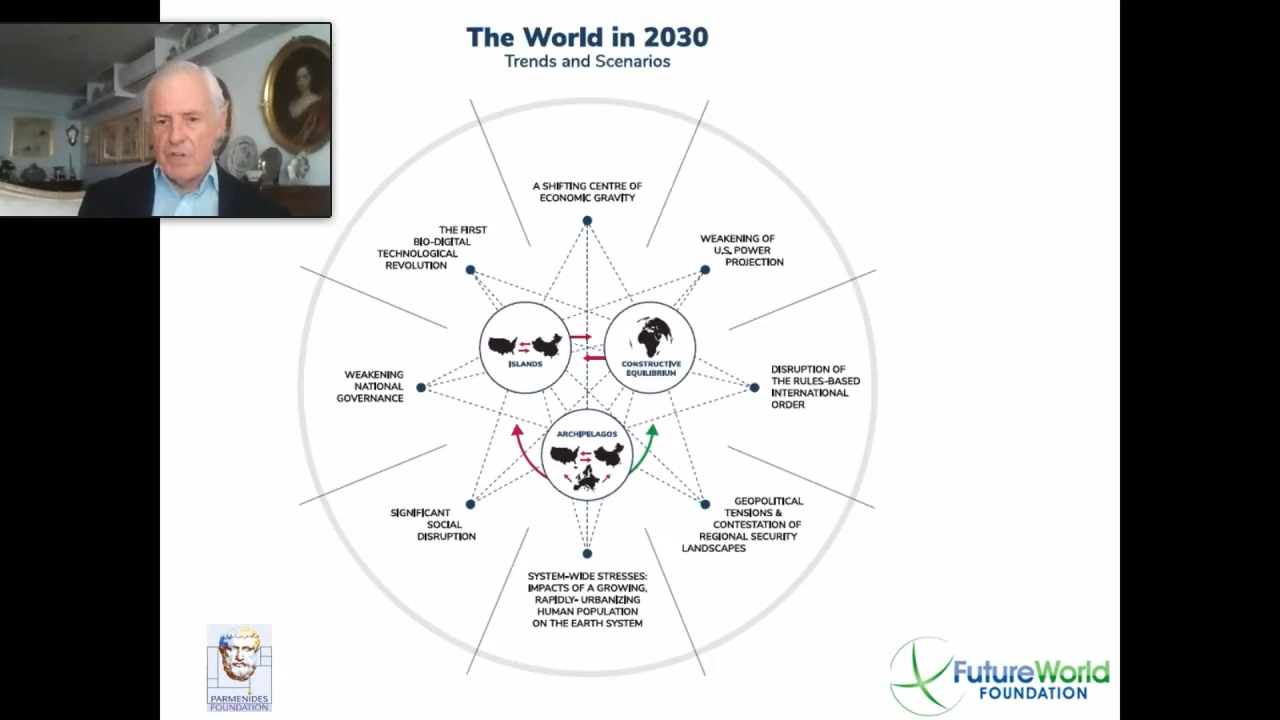 The World in 2030
Trends and Scenarios
A SHIFTING CENTRE OF
ECONOMIC GRAVITY
THE FIRST
BIO-DIGITAL
TECHNOLOGICAL
REVOLUTION
WEAKENING OF
U.S. POWER
PROJECTION
ISLANDS
CONSTRUCTIVE
EQUILIBRIUM
WEAKENING
NATIONAL
GOVERNANCE
DISRUPTION OF
THE RULES-BASED
INTERNATIONAL
ORDER
ARCHIPELAGOS
SIGNIFICANT
SOCIAL
DISRUPTION
GEOPOLITICAL
TENSIONS &
CONTESTATION OF
REGIONAL SECURITY
LANDSCAPES
SYSTEM-WIDE STRESSES:
IMPACTS OF A GROWING,
RAPIDLY- URBANIZING
HUMAN POPULATION
ON THE EARTH SYSTEM
PARMENIDES
FOUNDATION
FutureWorld
FOUNDATION